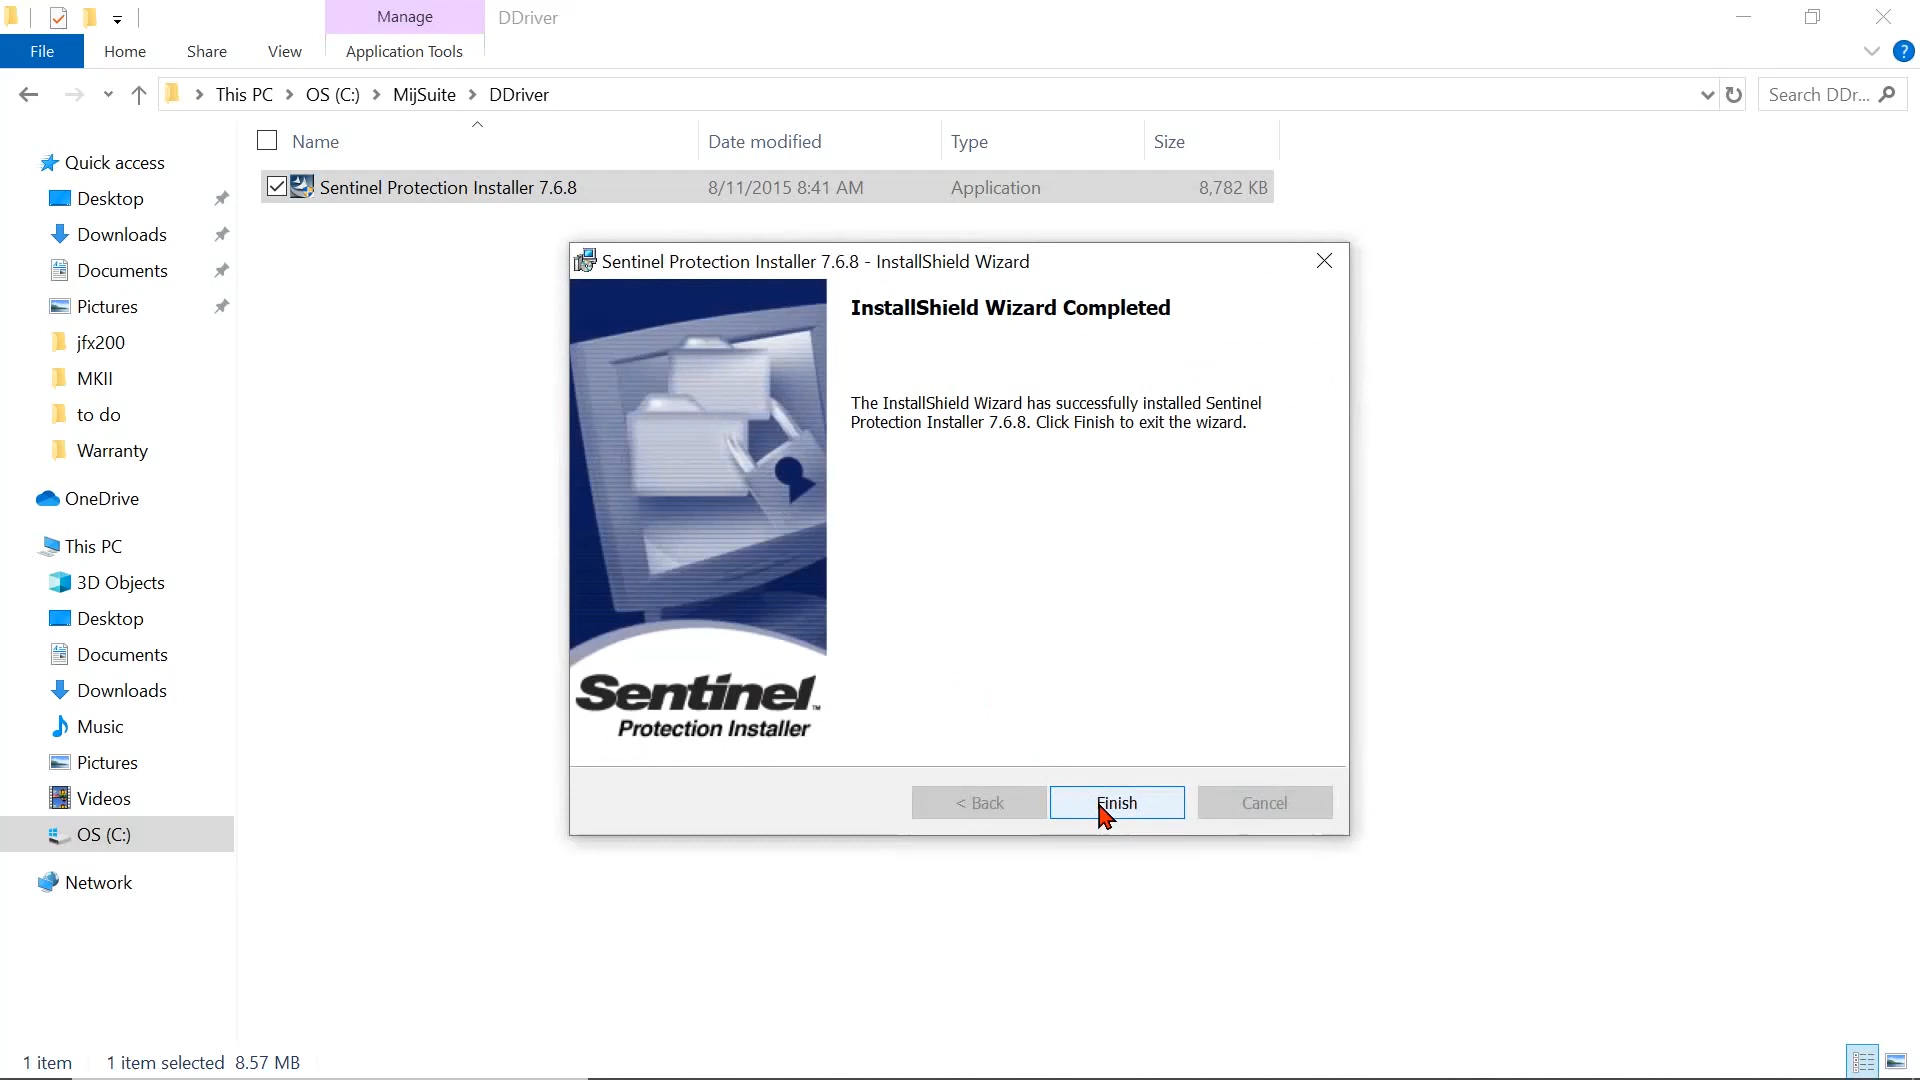 Manage
DDriver
File
Home
Share
View
Application Tools
?
This PC
OS (C:)
MijSuite
DDriver
Search DDr...
Name
Date modified
Type
Size
Sentinel Protection Installer 7.6.8
8/11/2015 8:41 AM
Application
8,782 KB
Quick access
Desktop
Downloads
Documents
Pictures
jfx200
MKII
to do
Warranty
OneDrive
This PC
3D Objects
Desktop
Documents
Downloads
Music
Pictures
Videos
OS (C:)
Network
Sentinel Protection Installer 7.6.8 - InstallShield Wizard
InstallShield Wizard Completed
The InstallShield Wizard has successfully installed Sentinel
Protection Installer 7.6.8. Click Finish to exit the wizard.
Sentinel™
Protection Installer
< Back
Finish
Cancel
1 item
1 item selected 8.57 MB